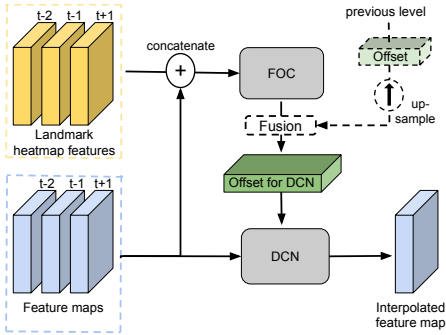 previous level
t-2 t-1 t+1
concatenate
Offset
+
FOC
up-
sample
Fusion
Landmark
heatmap features
Offset for DCN
t-2 t-1 t+1
DCN
Feature maps
Interpolated
feature map